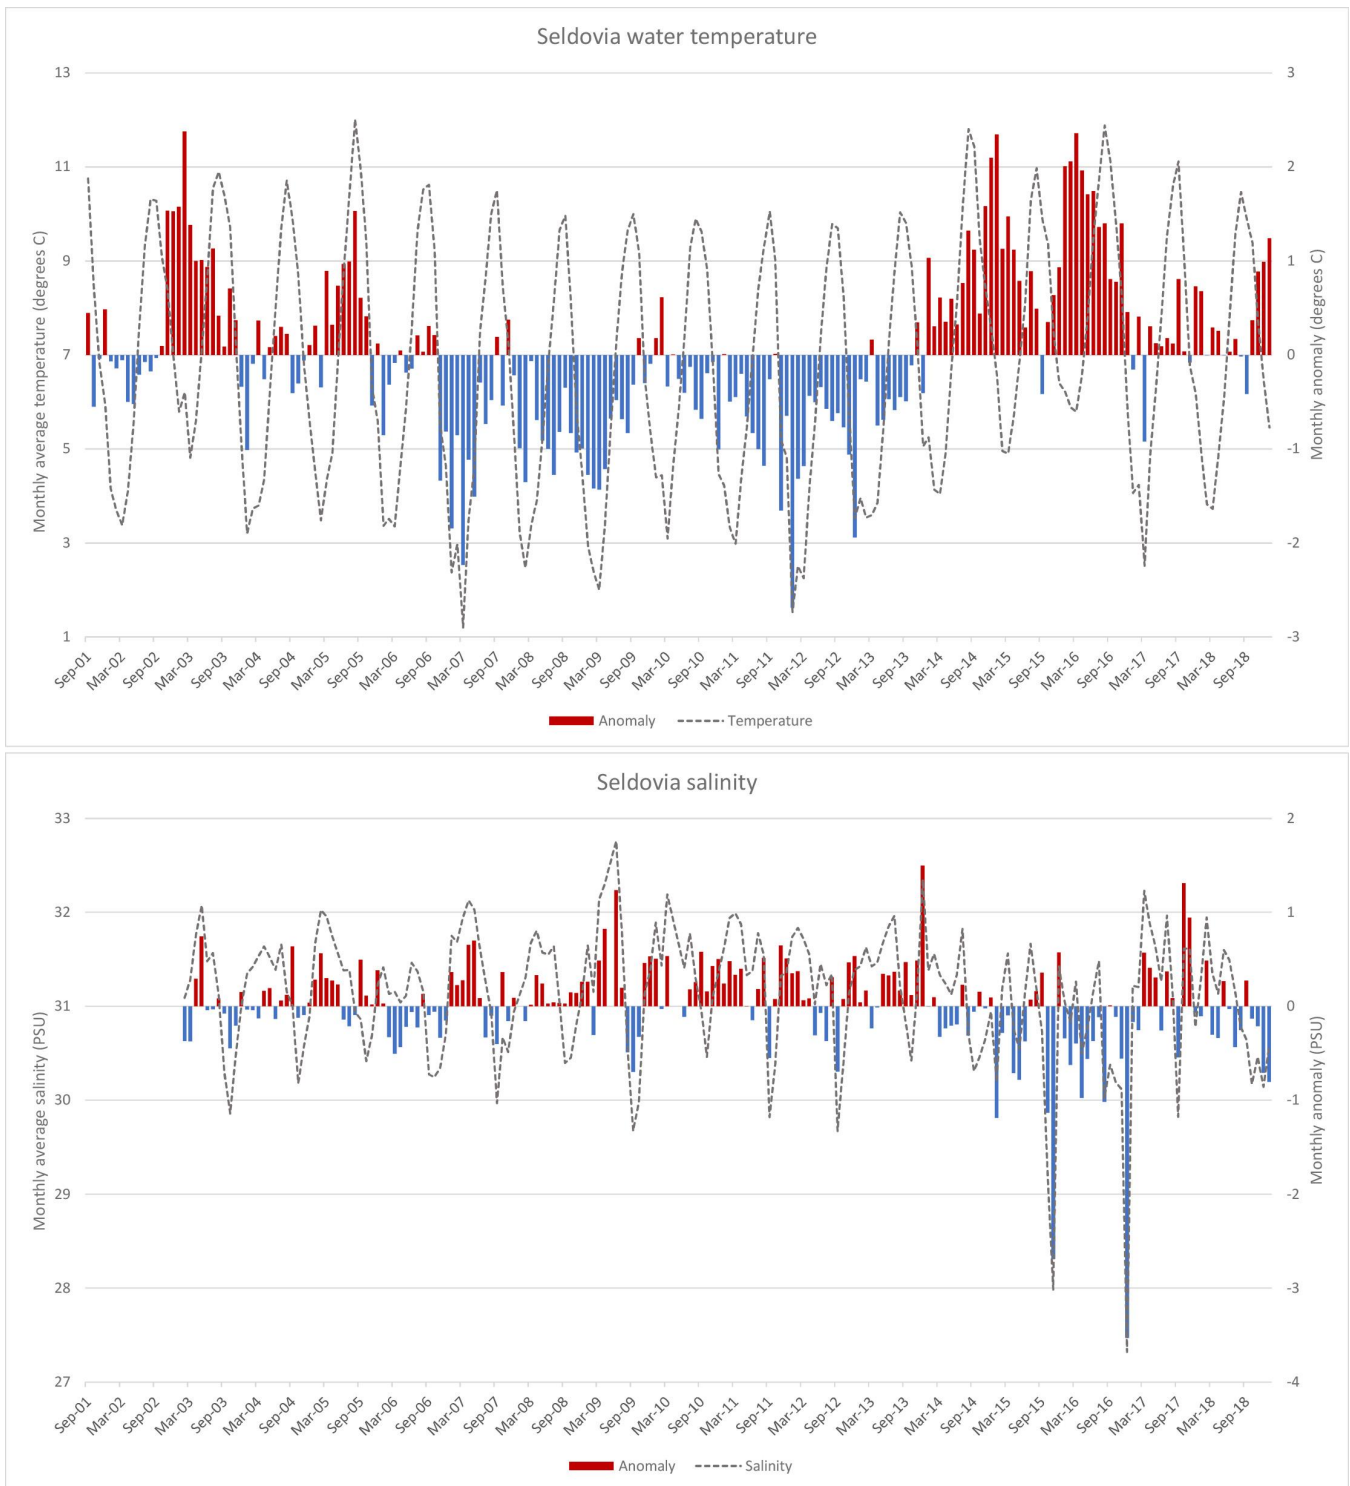 Seldovia water temperature
Monthly average temperature (degrees C)
13
11
9
7
5
3
1
3
2
1
0
-1
-2
-3
Monthly anomaly (degrees C)
Sep-01 Mar-02 Sep-02 Mar-03 Sep-03 Mar-04 Sep-04 Mar-05 Sep-05 Mar-06 Sep-06 Mar-07 Sep-07 Mar-08 Sep-08 Mar-09 Sep-09 Mar-10 Sep-10 Mar-11 Sep-11 Mar-12 Sep-12 Mar-13 Sep-13 Mar-14 Sep-14 Mar-15 Sep-15 Mar-16 Sep-16 Mar-17 Sep-17 Mar-18 Sep-18
Anomaly Temperature
Seldovia salinity
Monthly average salinity (PSU)
33
32
31
30
29
28
27
2
1
0
-1
-2
-3
-4
Monthly anomaly (PSU)
Sep-01 Mar-02 Sep-02 Mar-03 Sep-03 Mar-04 Sep-04 Mar-05 Sep-05 Mar-06 Sep-06 Mar-07 Sep-07 Mar-08 Sep-08 Mar-09 Sep-09 Mar-10 Sep-10 Mar-11 Sep-11 Mar-12 Sep-12 Mar-13 Sep-13 Mar-14 Sep-14 Mar-15 Sep-15 Mar-16 Sep-16 Mar-17 Sep-17 Mar-18 Sep-18
Anomaly Salinity